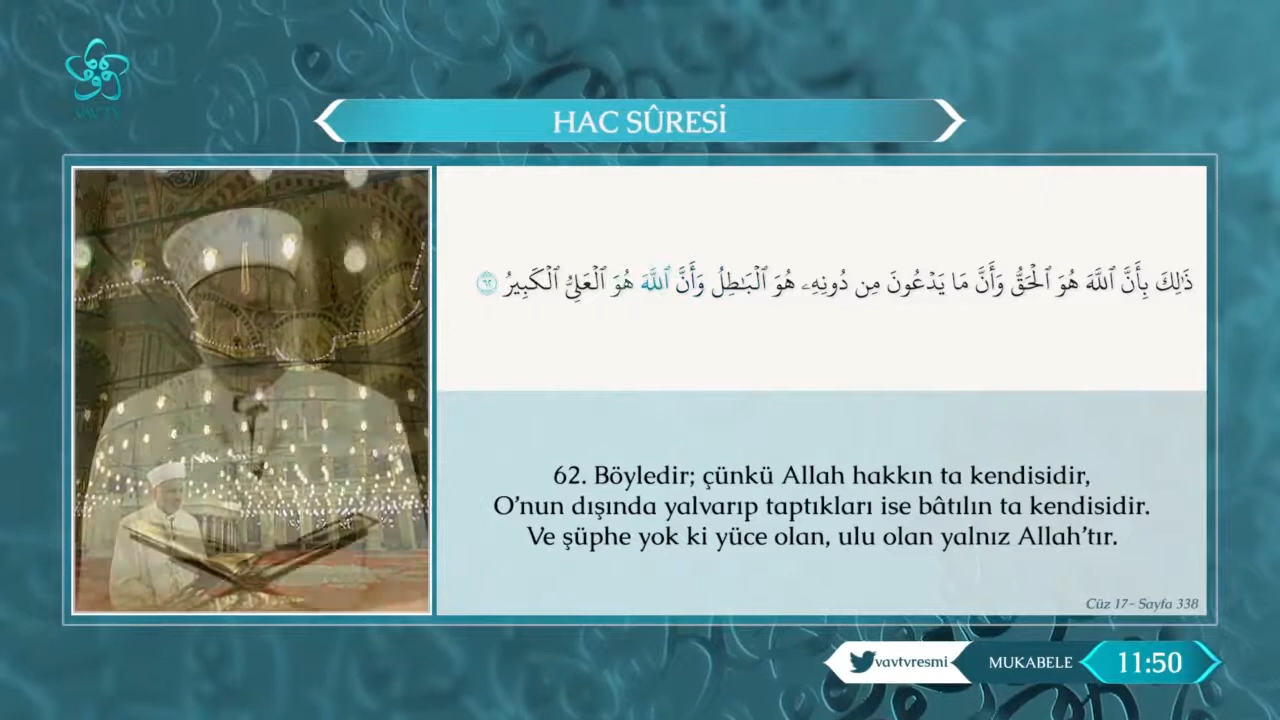 VAVTV
HAC SÛRESİ
ذَٰلِكَ بِأَنَّ ٱللَّهَ هُوَ ٱلْحَقُّ وَأَنَّ مَا يَدْعُونَ مِن دُونِهِۦ هُوَ ٱلْبَٰطِلُ وَأَنَّ ٱللَّهَ هُوَ ٱلْعَلِىُّ ٱلْكَبِيرُ ٦٢
62. Böyledir; çünkü Allah hakkın ta kendisidir,
O’nun dışında yalvarıp taptıkları ise bâtılın ta kendisidir.
Ve şüphe yok ki yüce olan, ulu olan yalnız Allah’tır.
Cüz 17- Sayfa 338
vavtvresmi MUKABELE 11:50